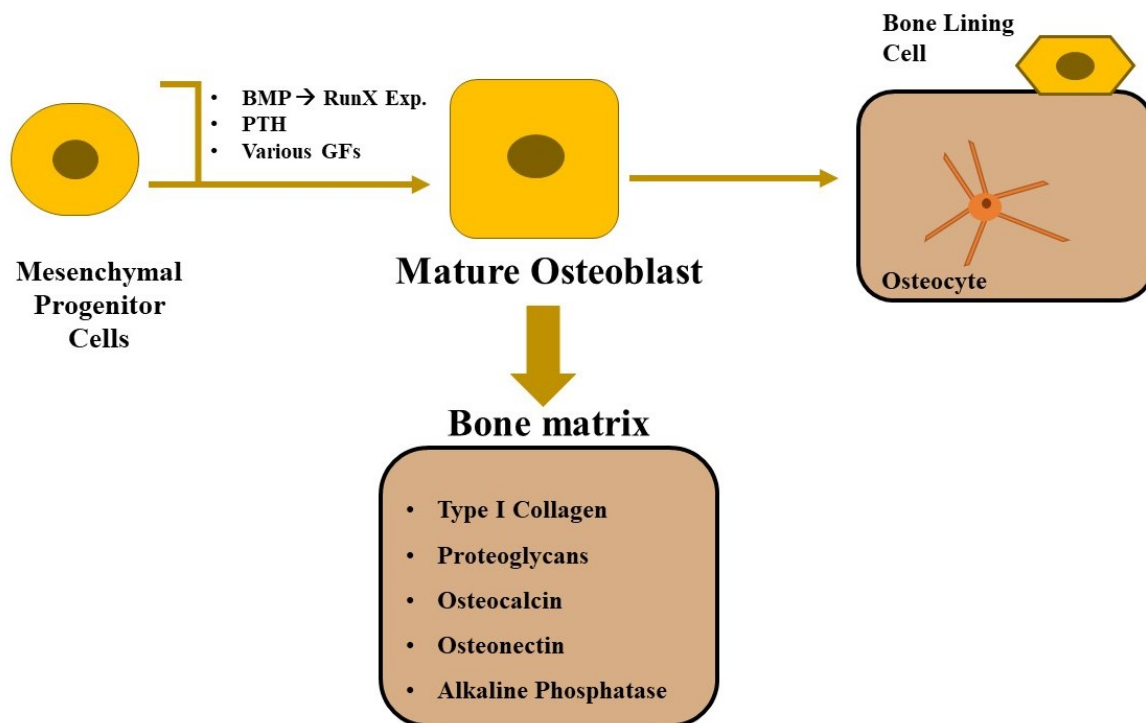 Bone Lining
Cell
• BMP → RunX Exp.
• PTH
• Various GFs
Mesenchymal
Progenitor
Cells
Mature Osteoblast
Osteocyte
Bone matrix
• Type I Collagen
• Proteoglycans
• Osteocalcin
• Osteonectin
• Alkaline Phosphatase